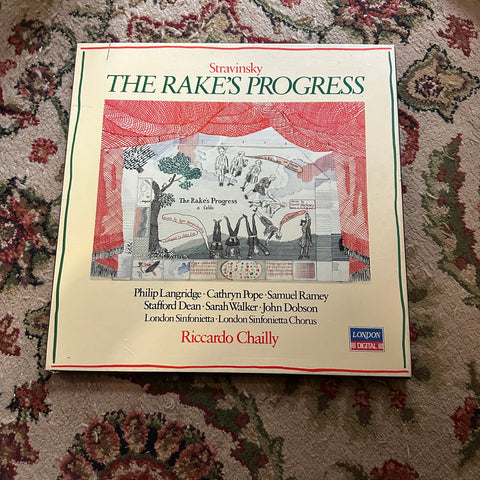 Stravinsky
THE RAKE'S PROGRESS
The Rake's Progress
a fable
Philip Langridge · Cathryn Pope · Samuel Ramey
Stafford Dean · Sarah Walker · John Dobson
London Sinfonietta · London Sinfonietta Chorus
Riccardo Chailly
LONDON
DIGITAL